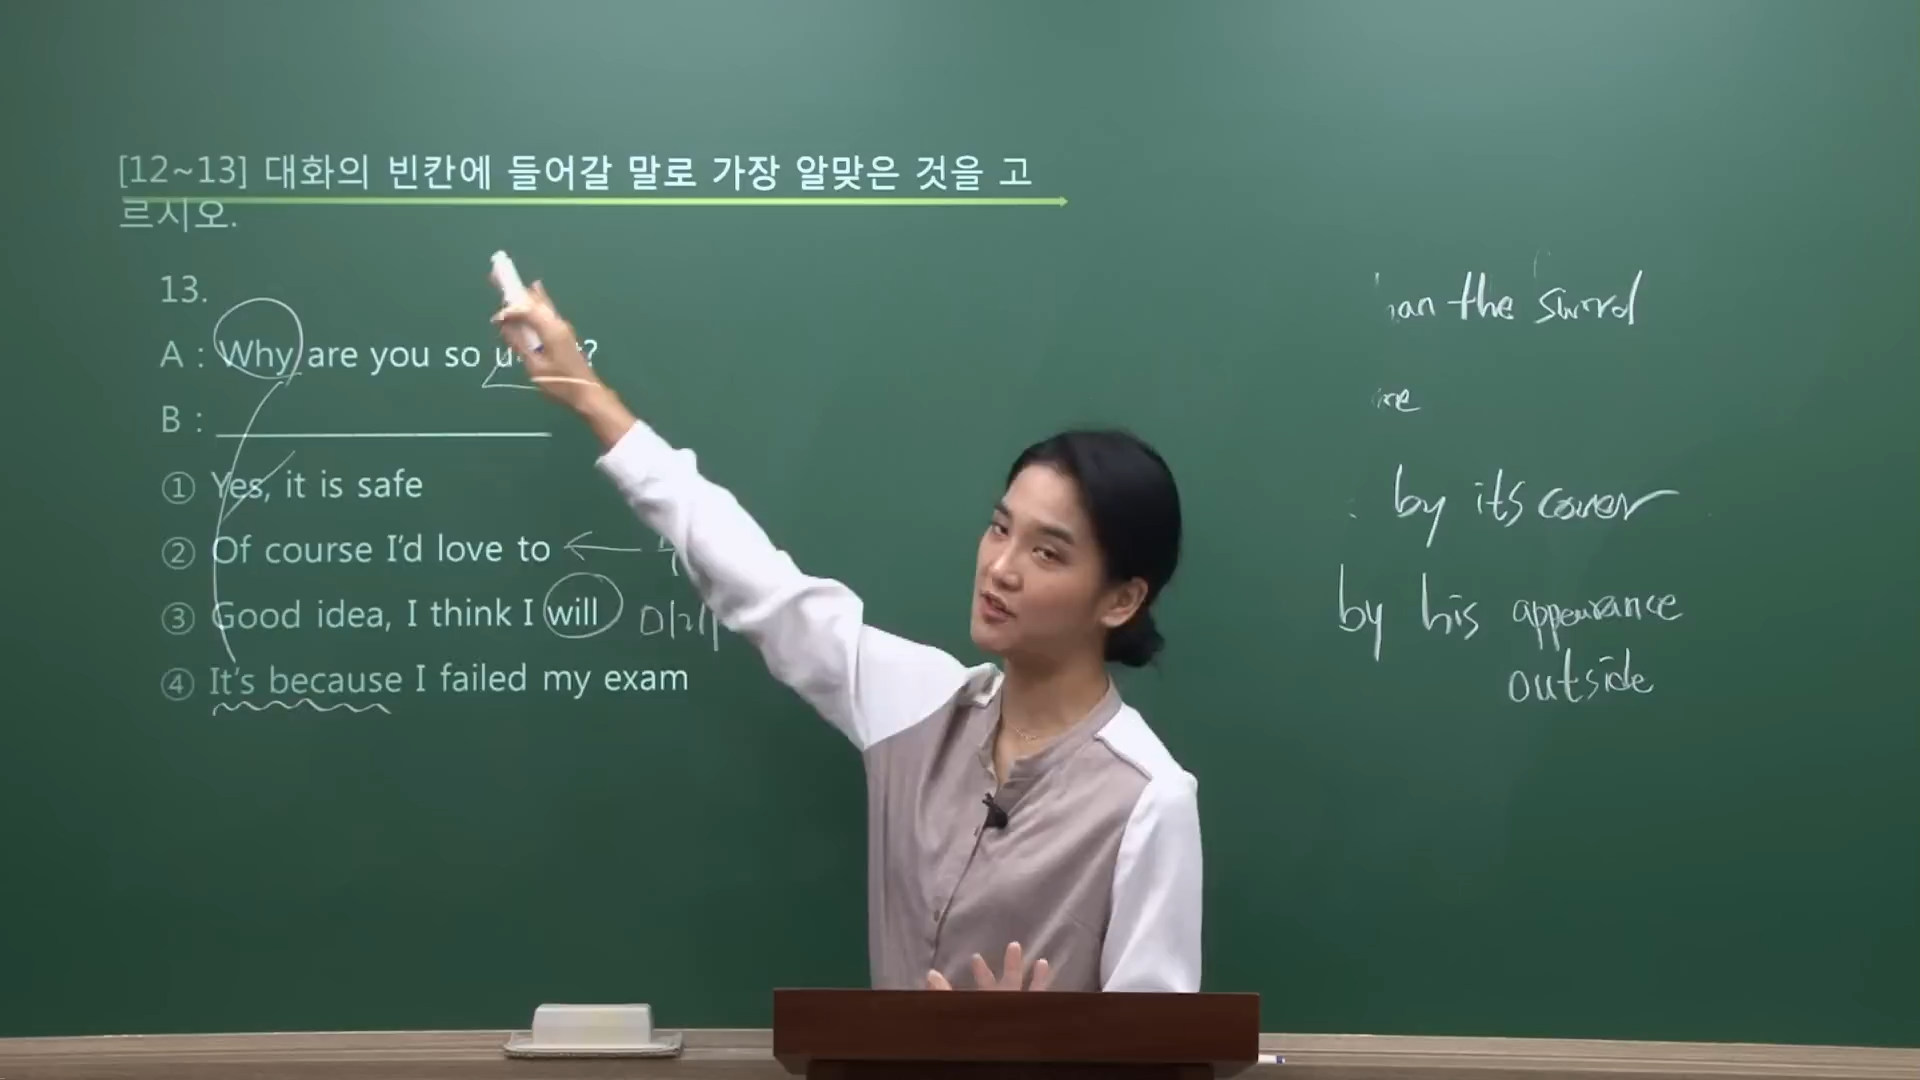 [12~13] 대화의 빈칸에 들어갈 말로 가장 알맞은 것을 고
르시오.
13.
A : Why are you so
B :
① Yes, it is safe
② Of course I'd love to
③ Good idea, I think I will
④ It's because I failed my exam
the sword
by its cover
by his appearance
outside